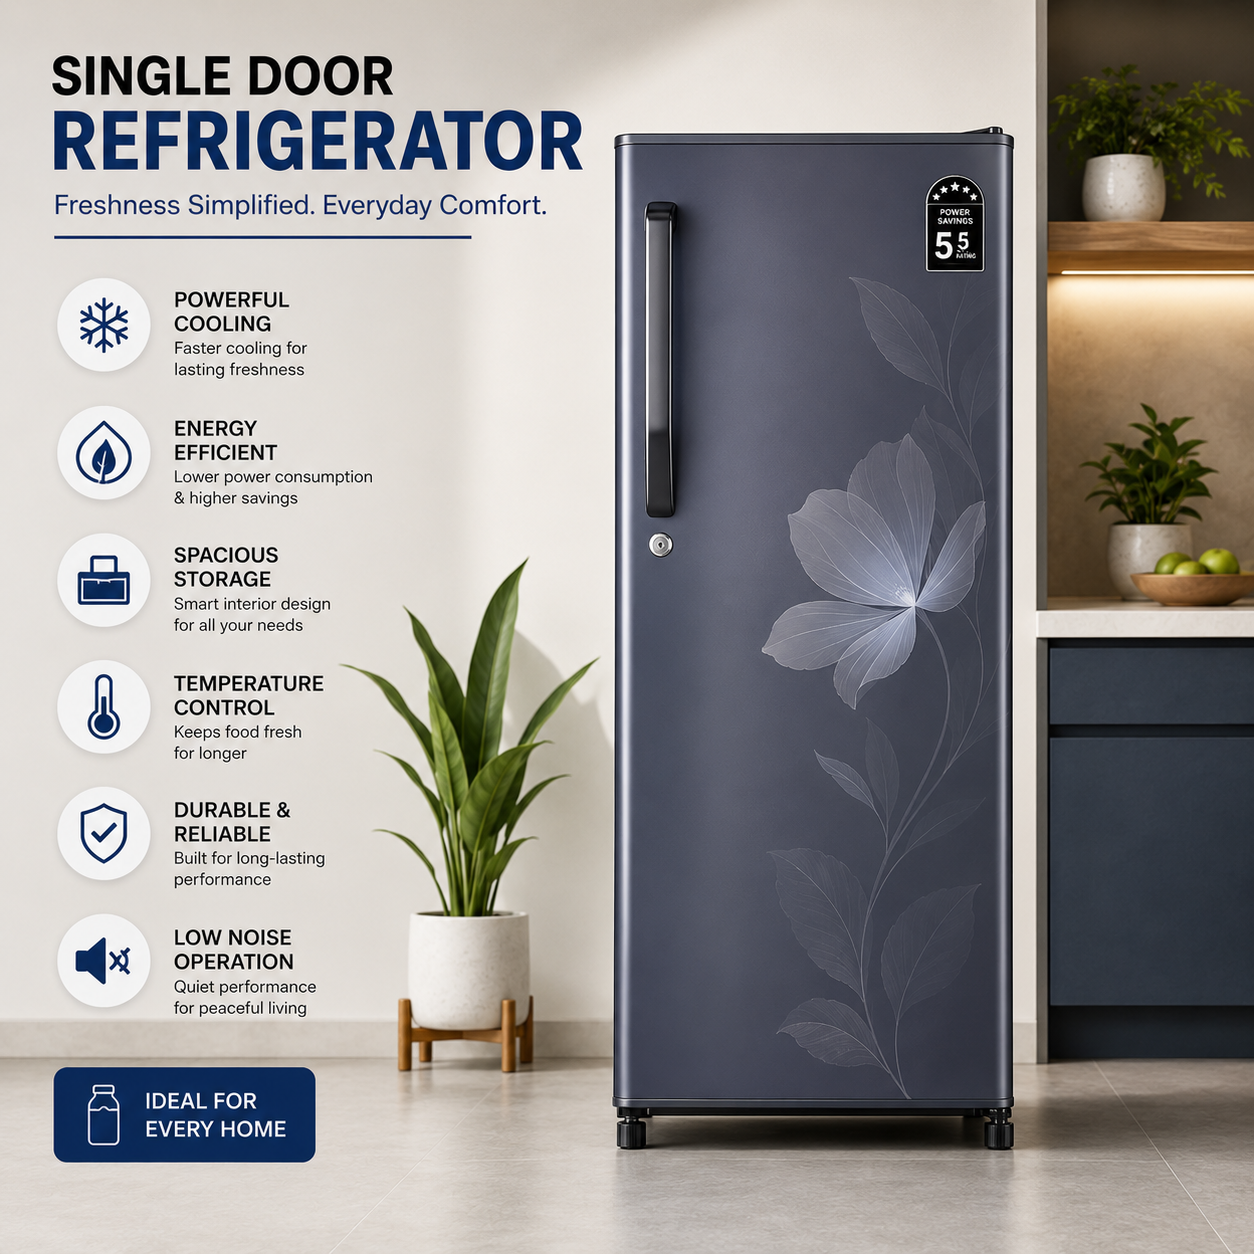 SINGLE DOOR
REFRIGERATOR
Freshness Simplified. Everyday Comfort.
POWERFUL
COOLING
Faster cooling for
lasting freshness
ENERGY
EFFICIENT
Lower power consumption
& higher savings
SPACIOUS
STORAGE
Smart interior design
for all your needs
TEMPERATURE
CONTROL
Keeps food fresh
for longer
DURABLE &
RELIABLE
Built for long-lasting
performance
LOW NOISE
OPERATION
Quiet performance
for peaceful living
IDEAL FOR
EVERY HOME
POWER
SAVINGS
5 5